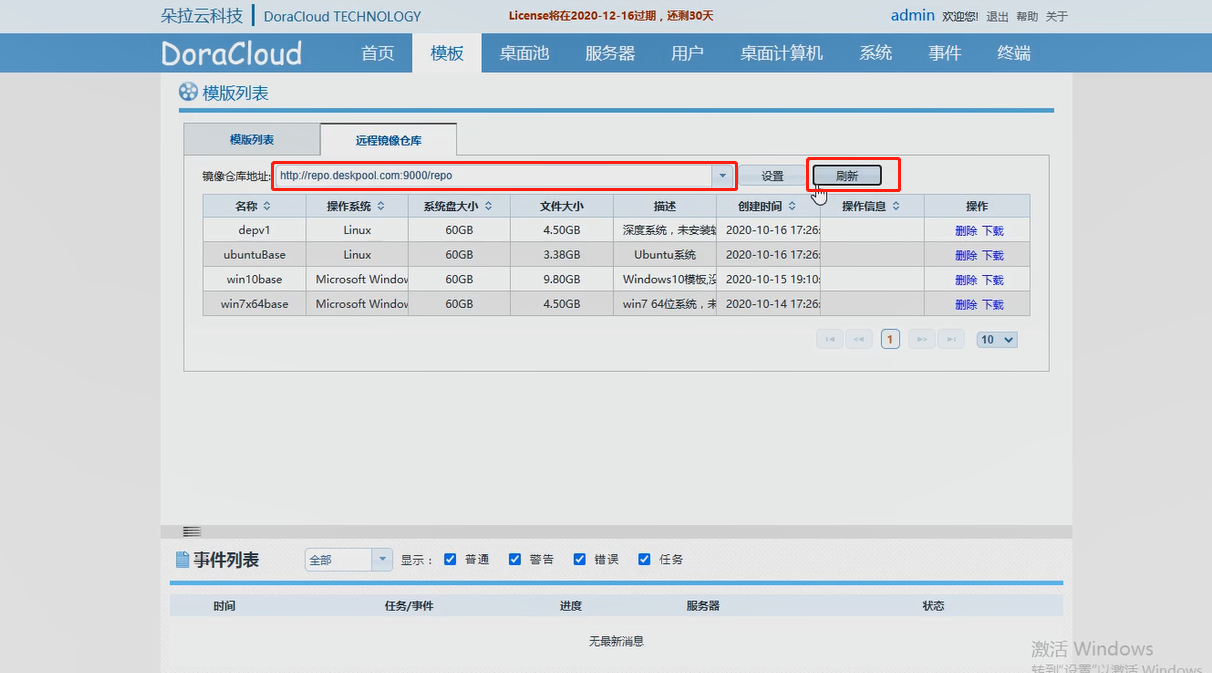 朵拉云科技 DoraCloud TECHNOLOGY License将在2020-12-16过期，还剩30天 admin 欢迎您! 退出 帮助 关于
DoraCloud 首页 模板 桌面池 服务器 用户 桌面计算机 系统 事件 终端
模版列表
模版列表 远程镜像仓库
镜像仓库地址: http://repo.deskpool.com:9000/repo 设置 刷新
名称 操作系统 系统盘大小 文件大小 描述 创建时间 操作信息 操作
depv1 Linux 60GB 4.50GB 深度系统，未安装 2020-10-16 17:26: 删除 下载
ubuntuBase Linux 60GB 3.38GB Ubuntu系统 2020-10-16 17:26: 删除 下载
win10base Microsoft Window 60GB 9.80GB Windows10模板,没 2020-10-15 19:10: 删除 下载
win7x64base Microsoft Window 60GB 4.50GB win7 64位系统，未 2020-10-14 17:26: 删除 下载
1 10
事件列表 全部 显示： 普通 警告 错误 任务
时间 任务/事件 进度 服务器 状态
无最新消息
激活 Windows
转到"设置"以激活 Windows。